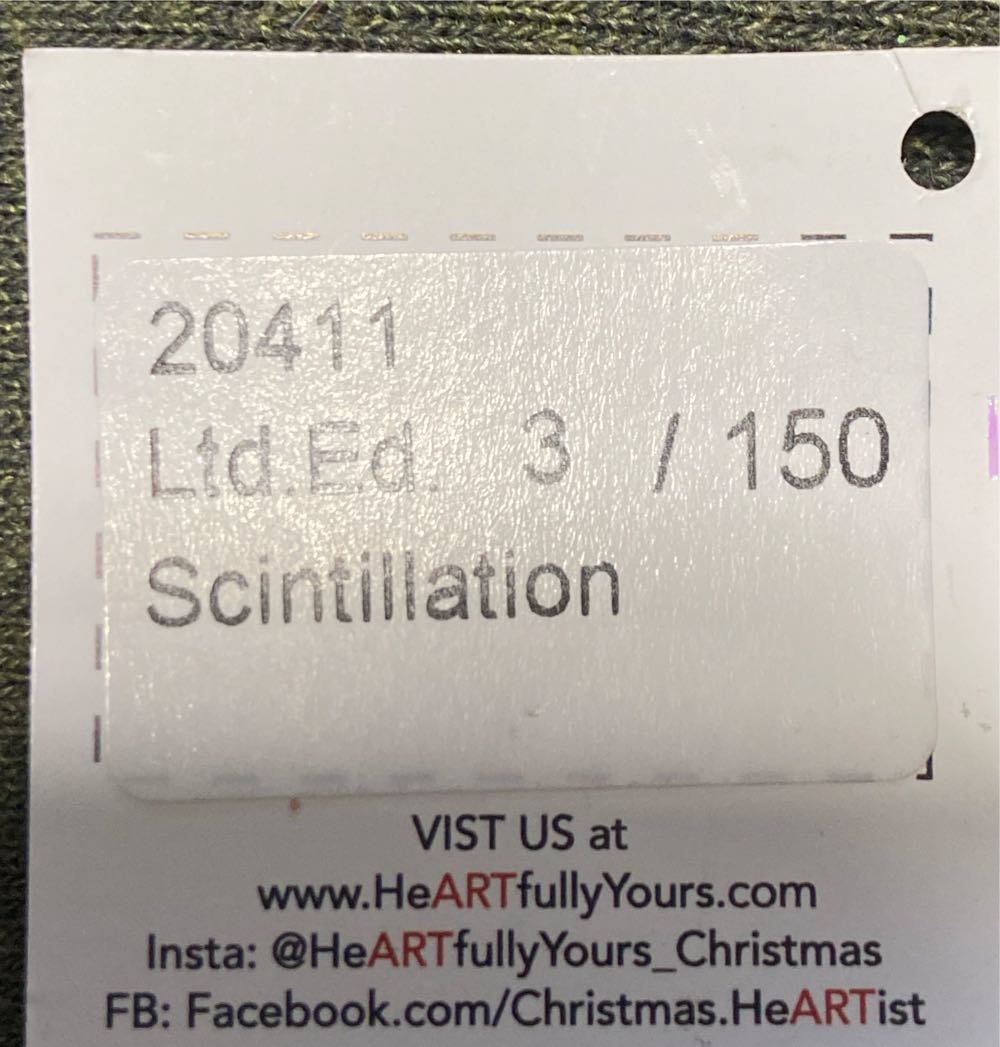 20411
Ltd.Ed. 3 / 150
Scintillation
VIST US at
www.HeARTfullyYours.com
Insta: @HeARTfullyYours_Christmas
FB: Facebook.com/Christmas.HeARTist